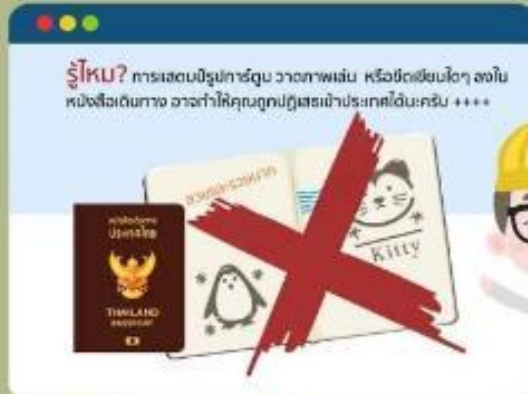 รู้ไหม? การแสตมป์รูปการ์ตูน วาดภาพเล่น หรือขีดเขียนใดๆ ลงใน
หนังสือเดินทาง อาจทำให้คุณถูกปฏิเสธเข้าประเทศได้นะครับ ++++
หนังสือเดินทาง
ประเทศไทย
THAILAND
PASSPORT
Kitty